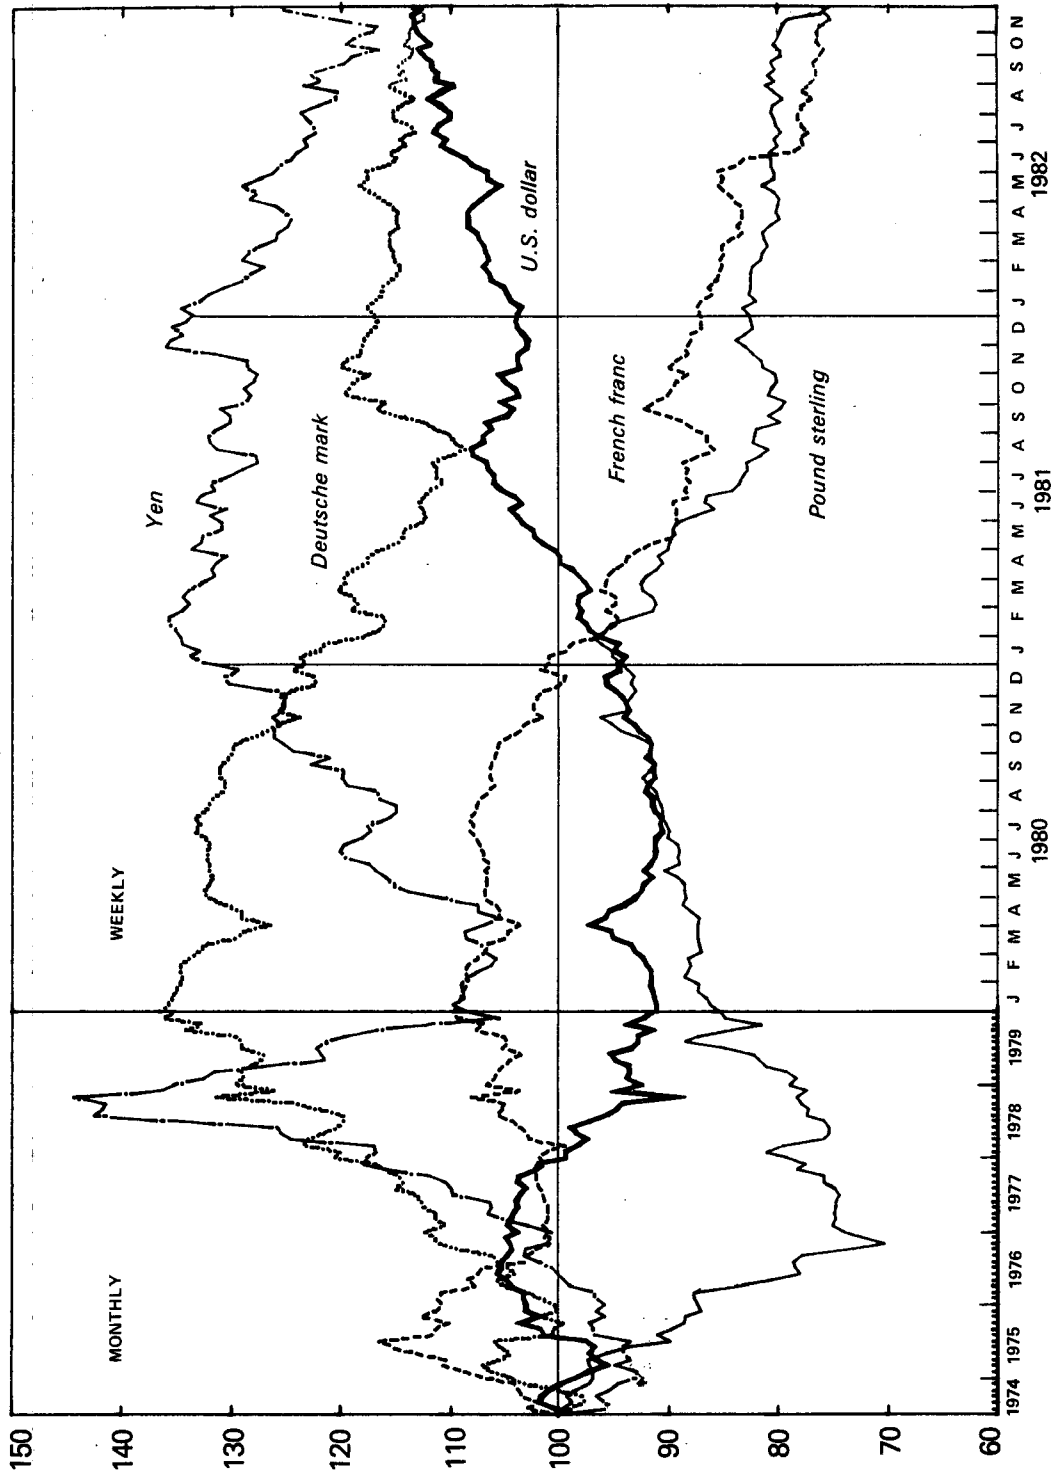 150
140
130
120
110
100
90
80
70
60
MONTHLY
WEEKLY
Yen
Deutsche mark
U.S. dollar
French franc
Pound sterling
1974 1975 1976 1977 1978 1979
J F M A M J J A S O N D J F M A M J J A S O N D J F M A M J J A S O N
1980 1981 1982